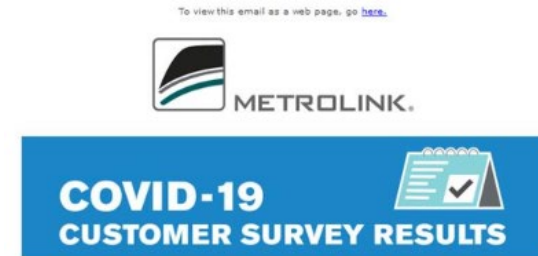 To view this email as a web page, go here.
METROLINK.
COVID-19
CUSTOMER SURVEY RESULTS